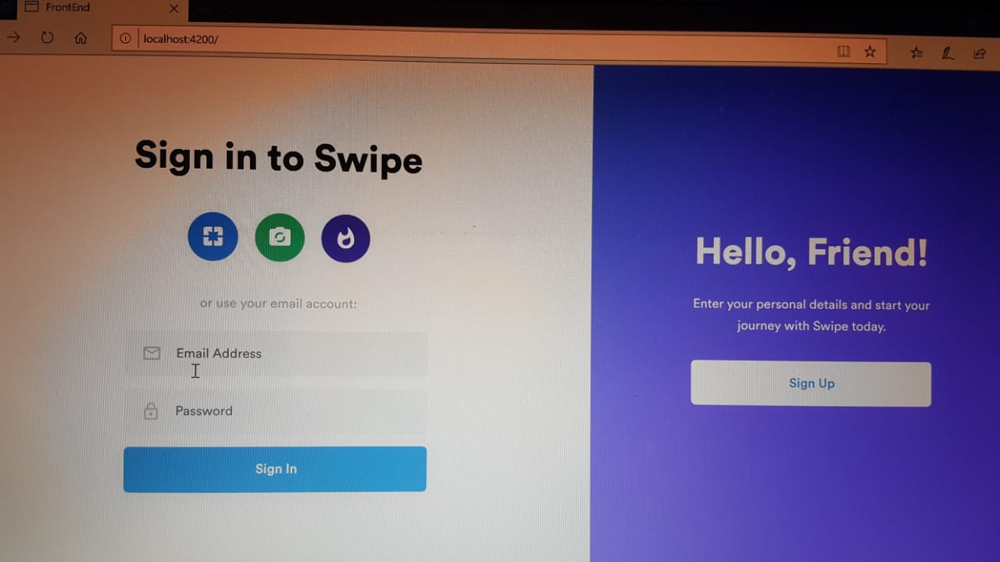 FrontEnd
localhost:4200/
Sign in to Swipe
or use your email account:
Email Address
Password
Sign In
Hello, Friend!
Enter your personal details and start your
journey with Swipe today.
Sign Up